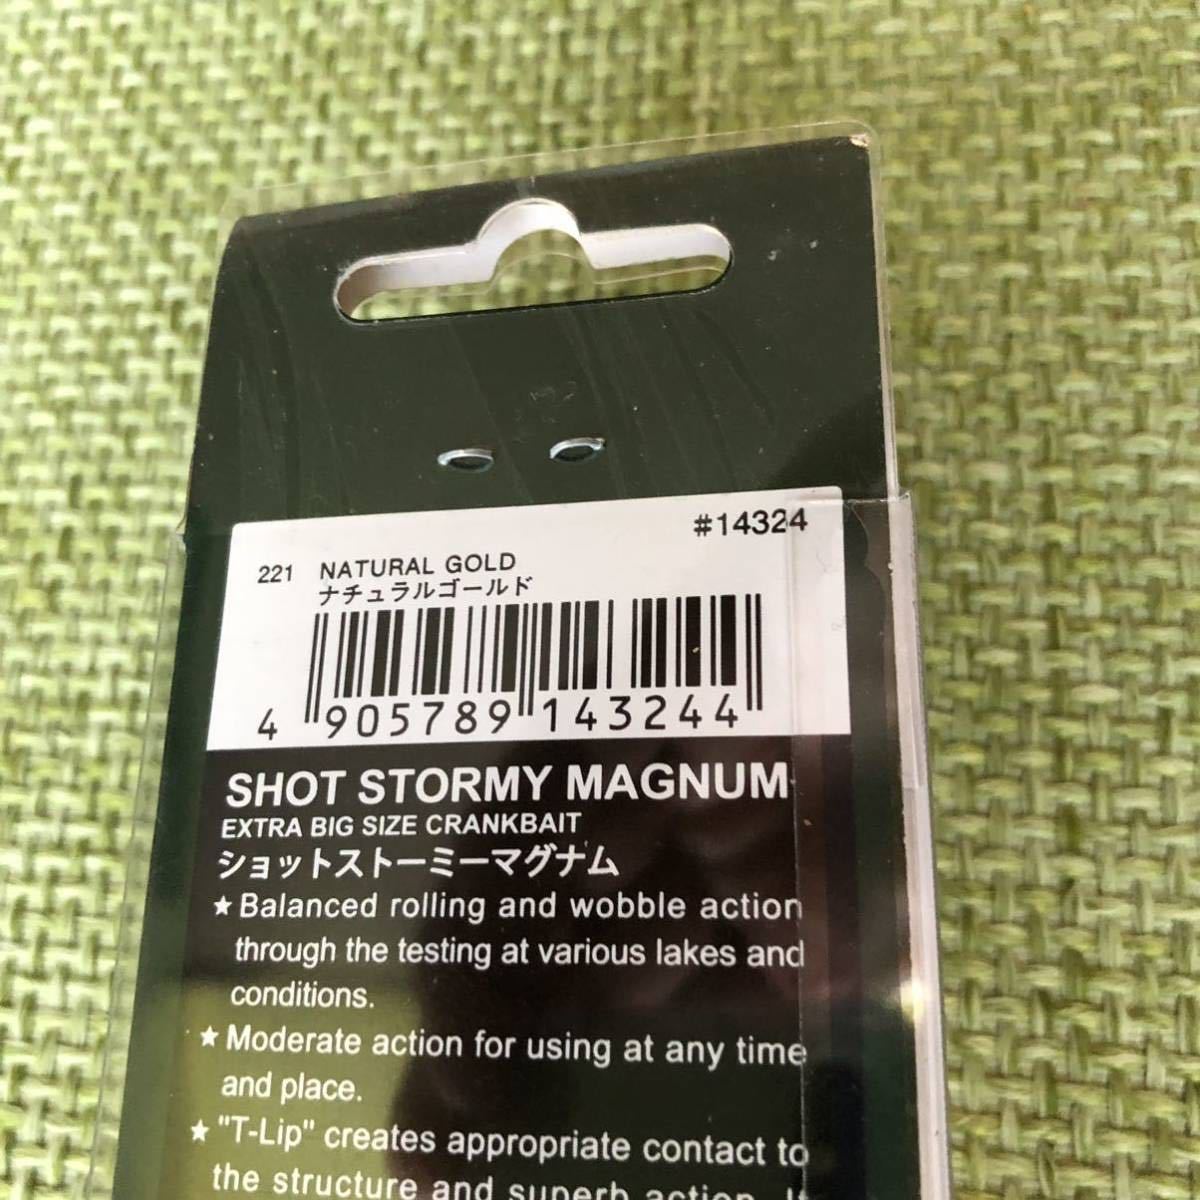 #14324
221 NATURAL GOLD
ナチュラルゴールド
4 905789 143244
SHOT STORMY MAGNUM
EXTRA BIG SIZE CRANKBAIT
ショットストーミーマグナム
★Balanced rolling and wobble action
through the testing at various lakes and
conditions.
★Moderate action for using at any time
and place.
★"T-Lip" creates appropriate contact to
the structure and superb action. It